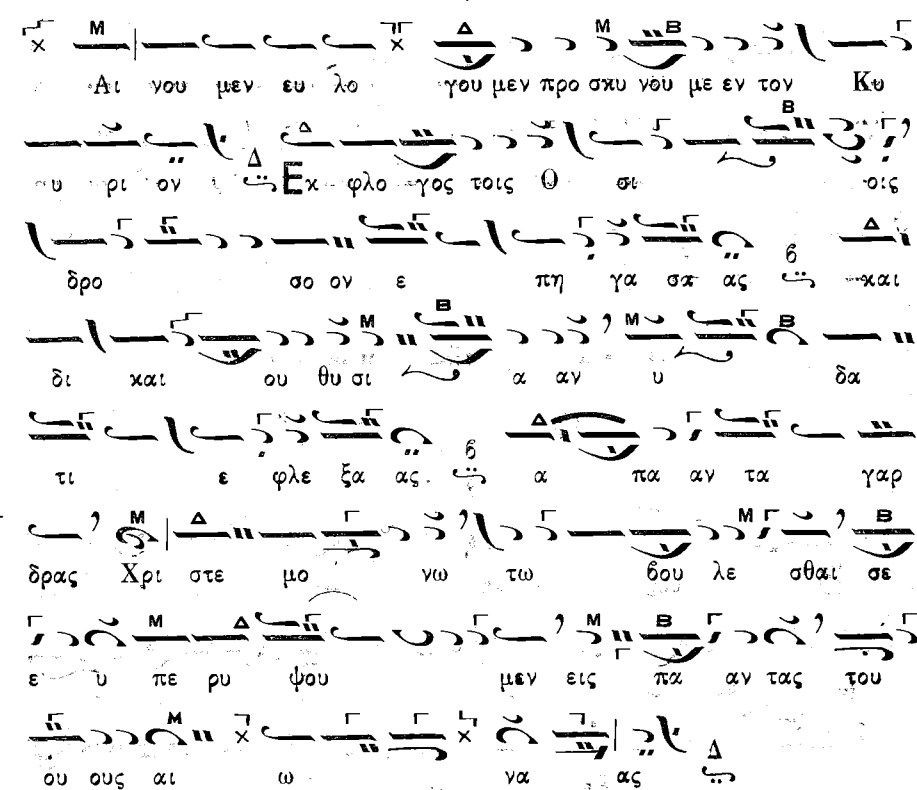 Αι νου μεν ευ λο γου μεν προ σκυ νού με εν τον Κυ
υ ρι ον Εκ φλο γος τοις Ο σι οις
δρο σο ον ε πη γα σα ας και
δι και ου θυ σι α αν υ δα
τι ε φλε ξα ας. α πα αν τα γαρ
δρας Χρι στε μο νω τω βου λε σθαι σε
ε υ πε ρυ ψου μεν εις πα αν τας του
ου ους αι ω να ας